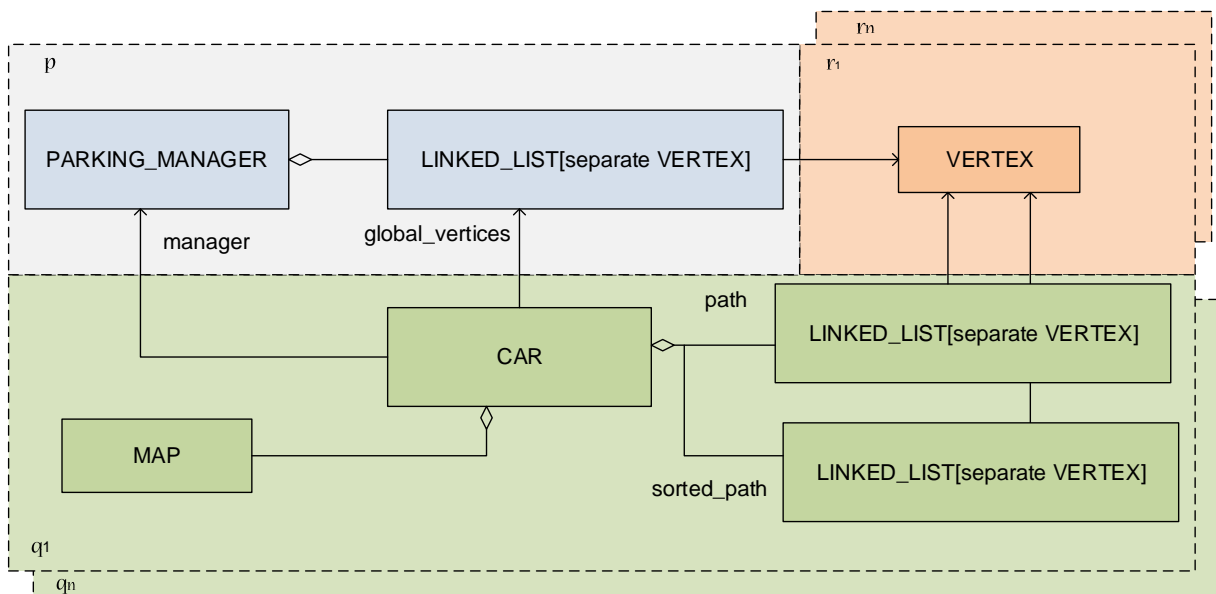 rn
p
r1
PARKING_MANAGER
LINKED_LIST[separate VERTEX]
VERTEX
manager
global_vertices
path
LINKED_LIST[separate VERTEX]
CAR
MAP
LINKED_LIST[separate VERTEX]
sorted_path
q1
qn